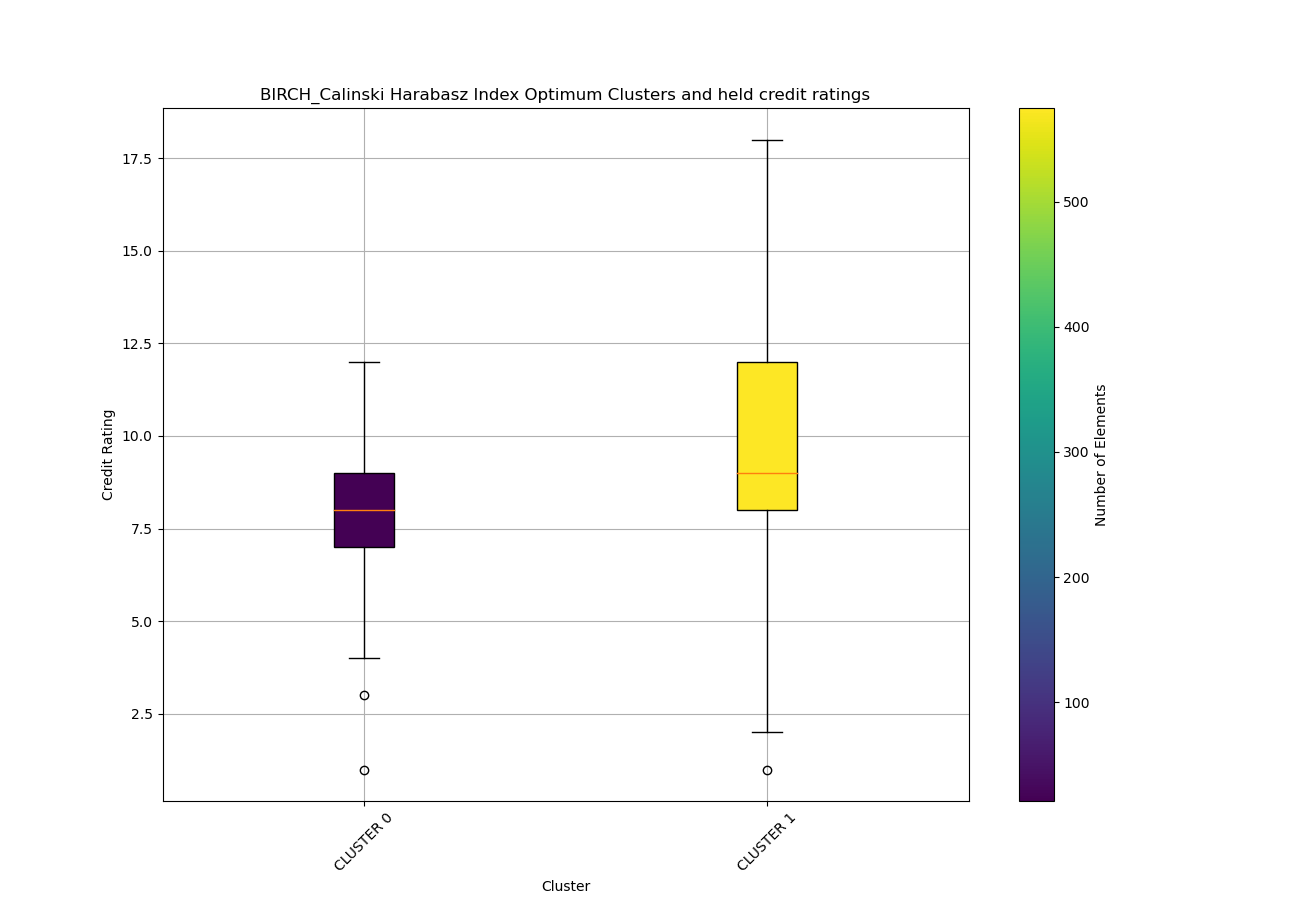 BIRCH_Calinski Harabasz Index Optimum Clusters and held credit ratings
17.5
15.0
12.5
10.0
7.5
5.0
2.5
Credit Rating
CLUSTER 0
CLUSTER 1
Cluster
500
400
300
200
100
Number of Elements